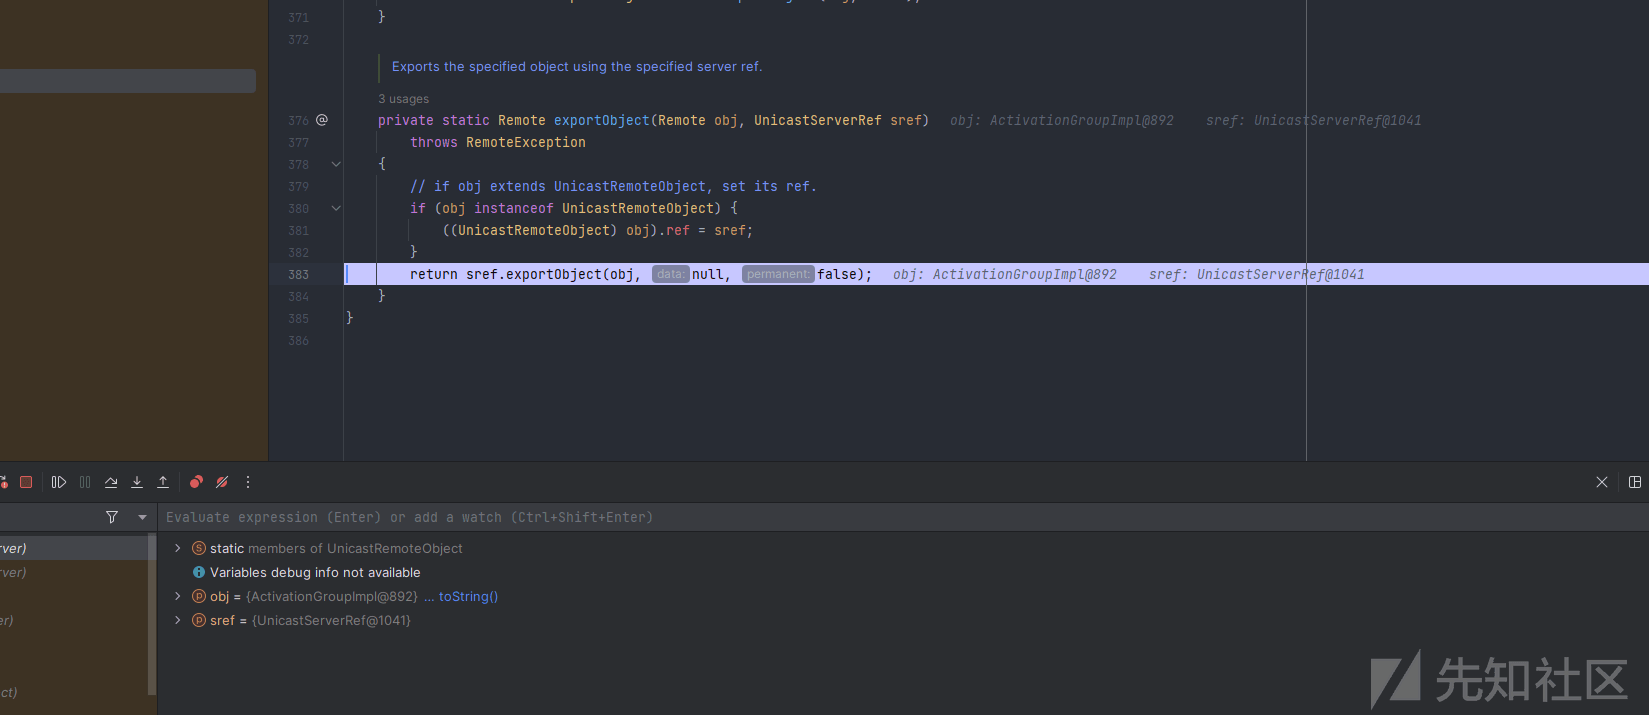 371 }
372
Exports the specified object using the specified server ref.
3 usages
376 @ private static Remote exportObject(Remote obj, UnicastServerRef sref) obj: ActivationGroupImpl@892 sref: UnicastServerRef@1041
377 throws RemoteException
378 {
379 // if obj extends UnicastRemoteObject, set its ref.
380 if (obj instanceof UnicastRemoteObject) {
381 ((UnicastRemoteObject) obj).ref = sref;
382 }
383 return sref.exportObject(obj, data: null, permanent: false); obj: ActivationGroupImpl@892 sref: UnicastServerRef@1041
384 }
385 }
386
Evaluate expression (Enter) or add a watch (Ctrl+Shift+Enter)
rver)
S static members of UnicastRemoteObject
rver)
Variables debug info not available
p obj = {ActivationGroupImpl@892} ... toString()
er)
p sref = {UnicastServerRef@1041}
ct)
先知社区